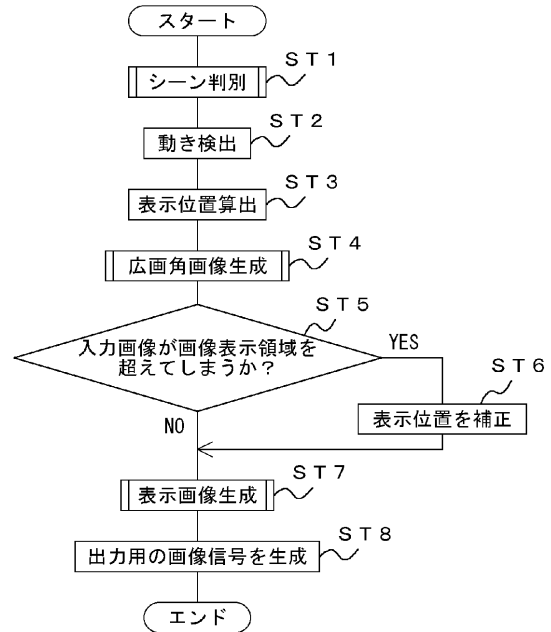 スタート
ST1
シーン判別
ST2
動き検出
ST3
表示位置算出
ST4
広画角画像生成
ST5
入力画像が画像表示領域を
超えてしまうか?
YES
ST6
表示位置を補正
NO
ST7
表示画像生成
ST8
出力用の画像信号を生成
エンド